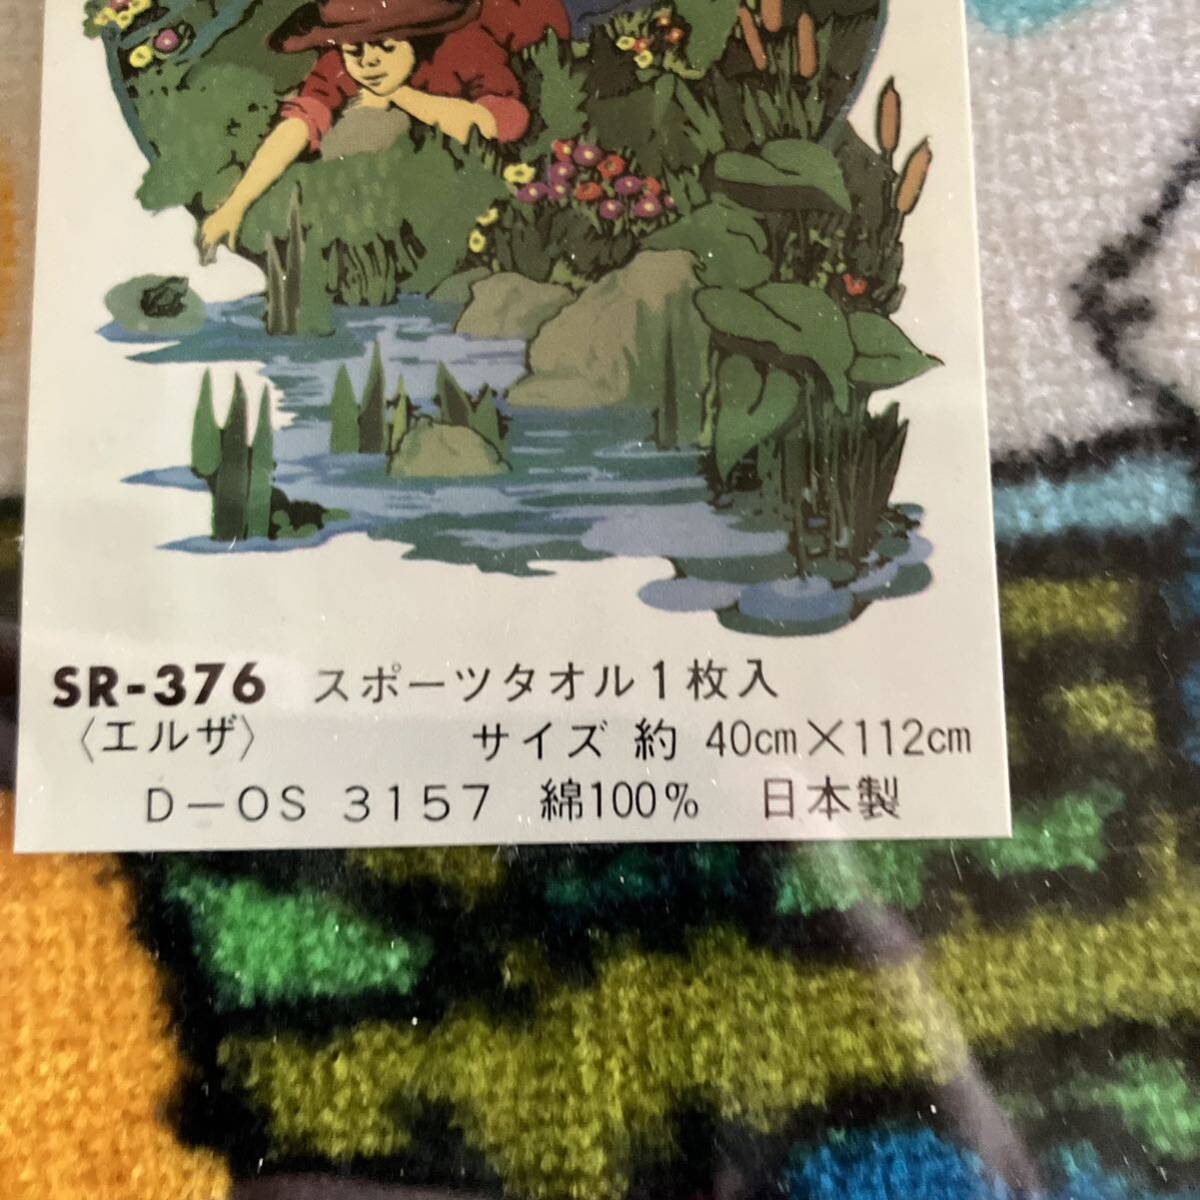 SR-376 スポーツタオル1枚入
〈エルザ〉 サイズ 約 40cm×112cm
D-OS 3157 綿100% 日本製